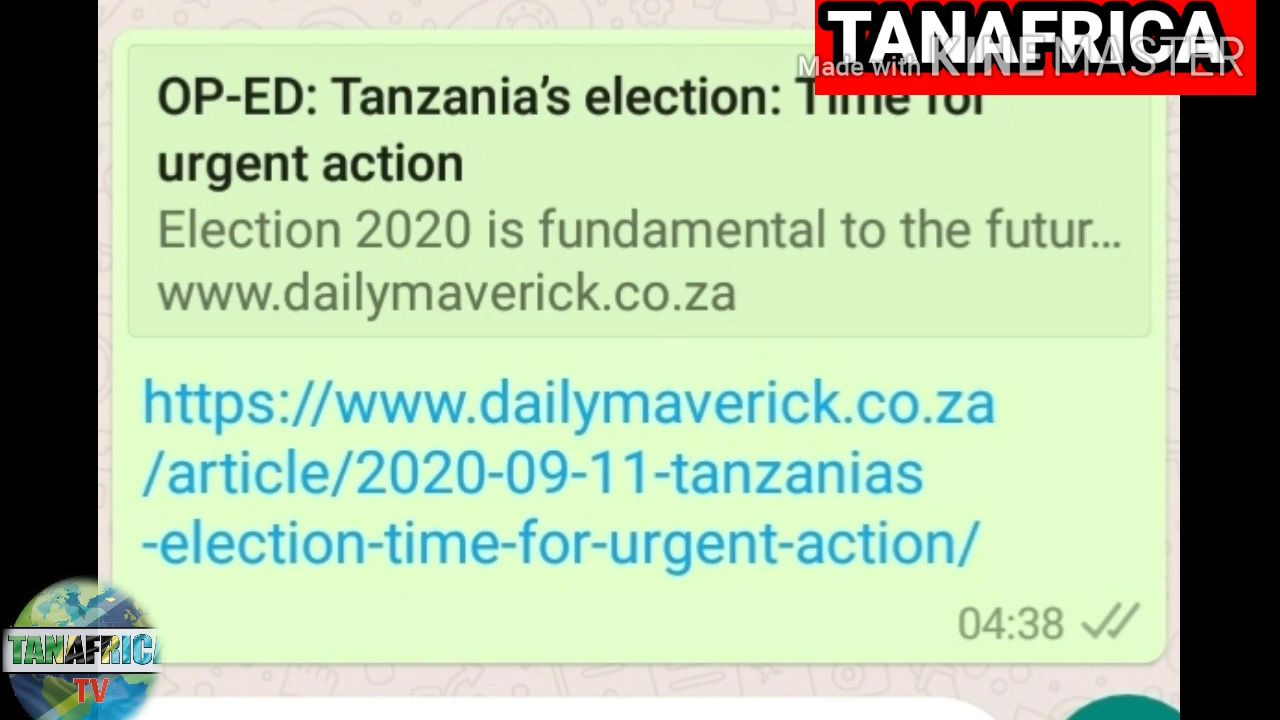 TANAFRICA
Made with KINEMASTER
OP-ED: Tanzania’s election: Time for
urgent action
Election 2020 is fundamental to the futur...
www.dailymaverick.co.za
https://www.dailymaverick.co.za
/article/2020-09-11-tanzanias
-election-time-for-urgent-action/
04:38
TANAFRICA
TV